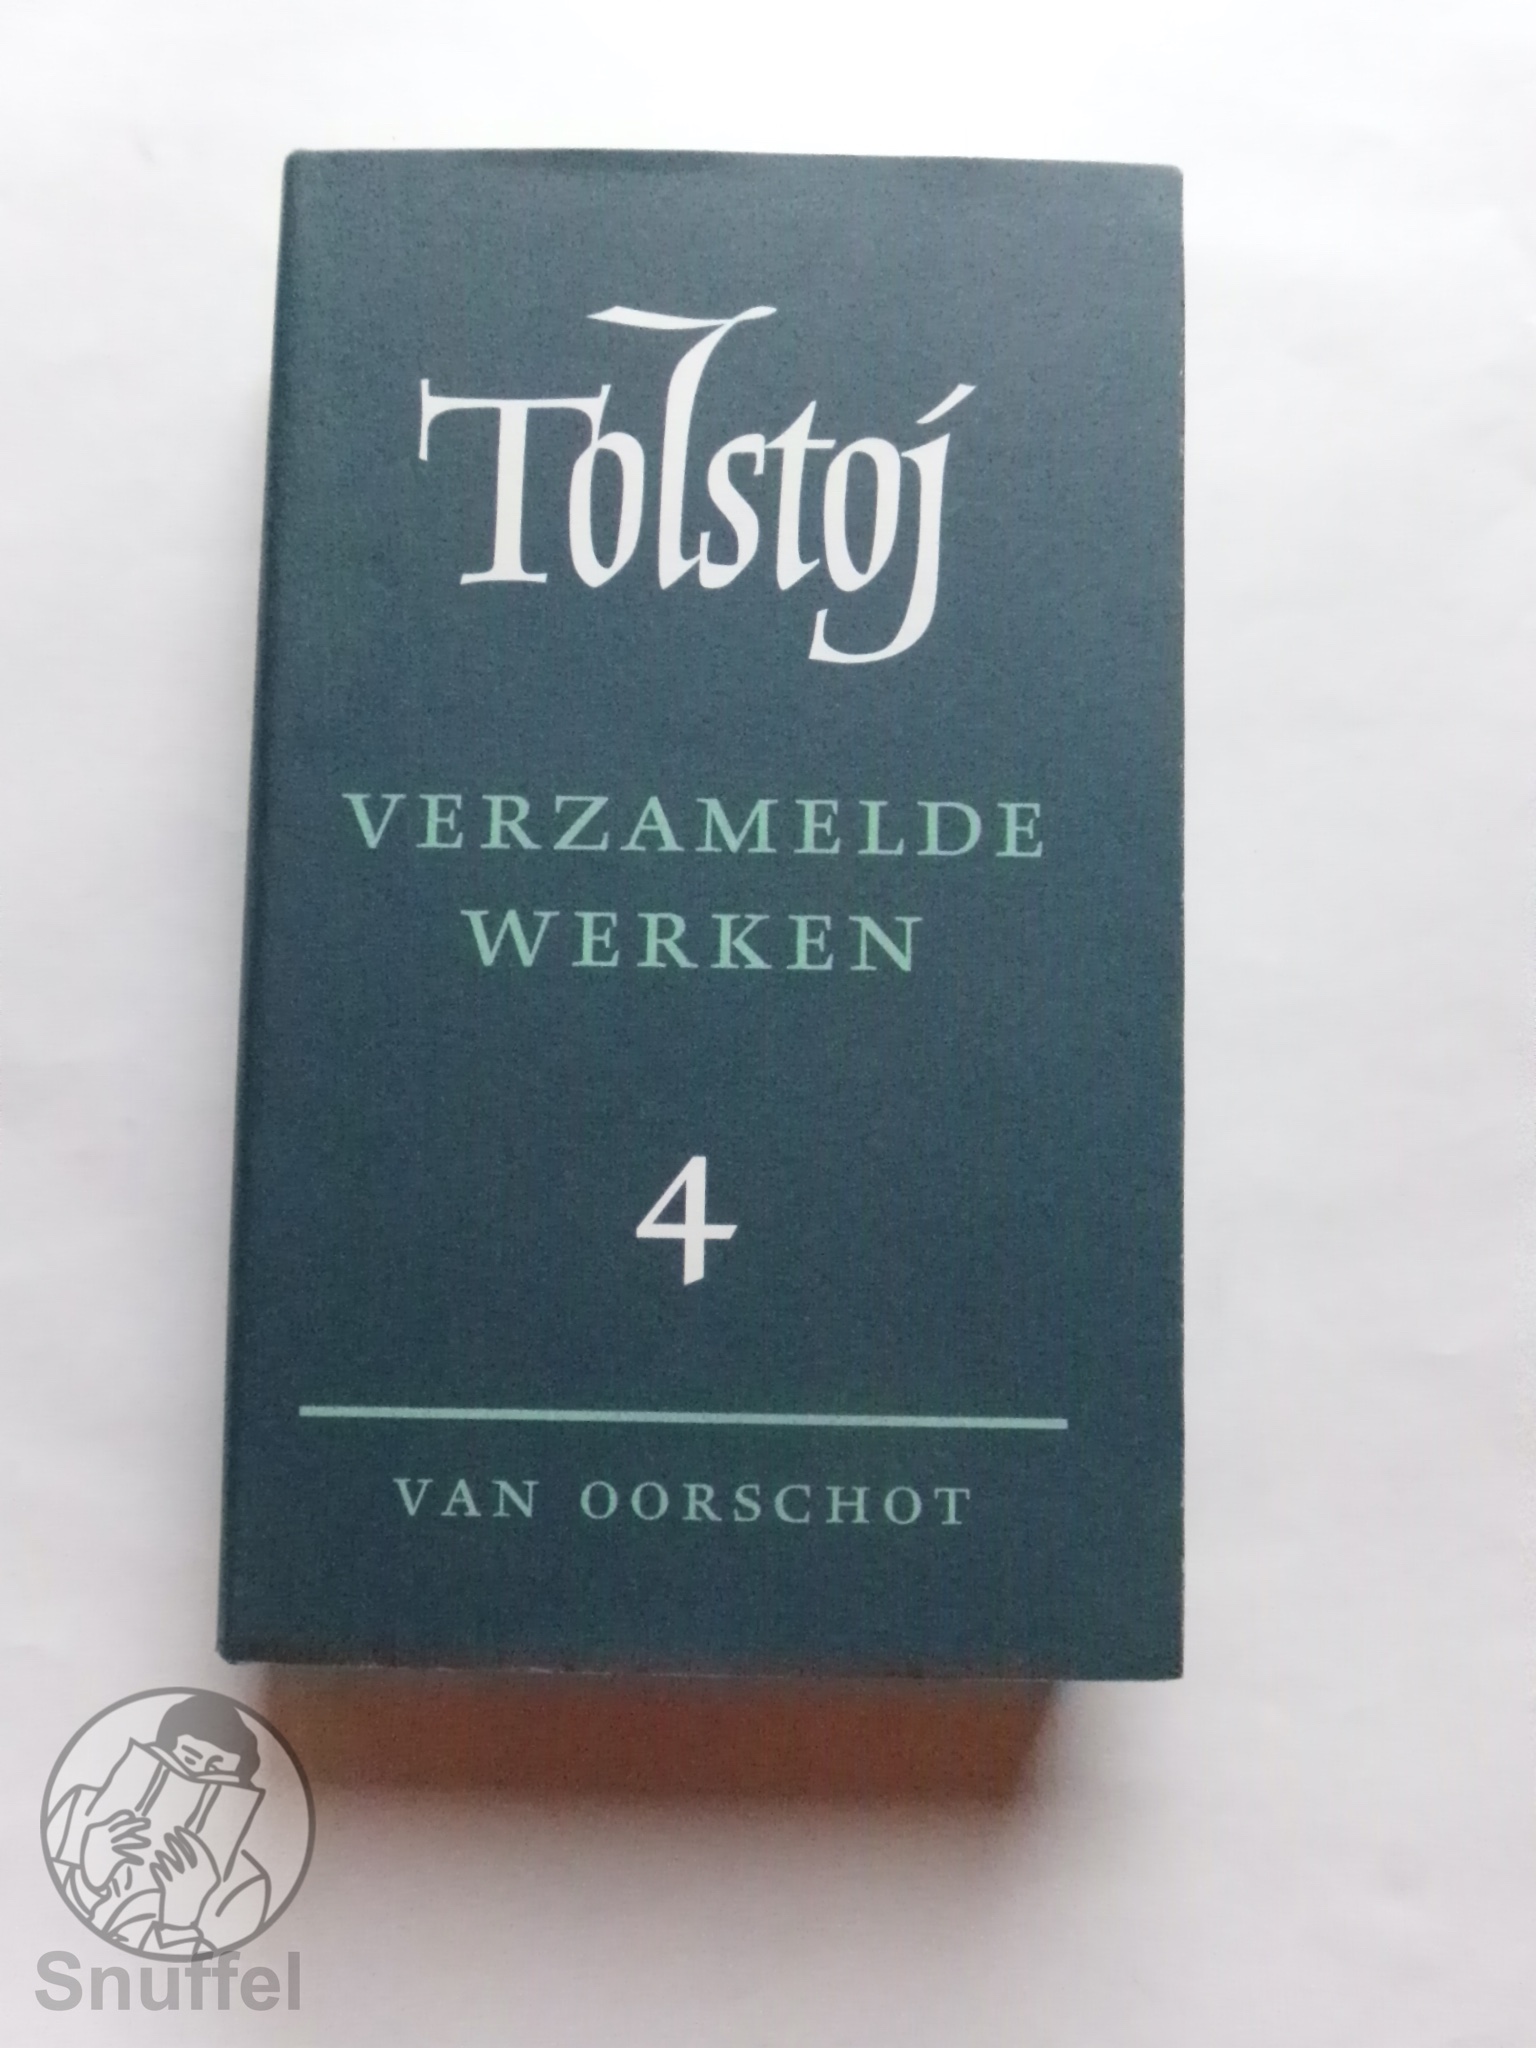 Tolstoj
VERZAMELDE
WERKEN
4
VAN OORSCHOT
Snuffel